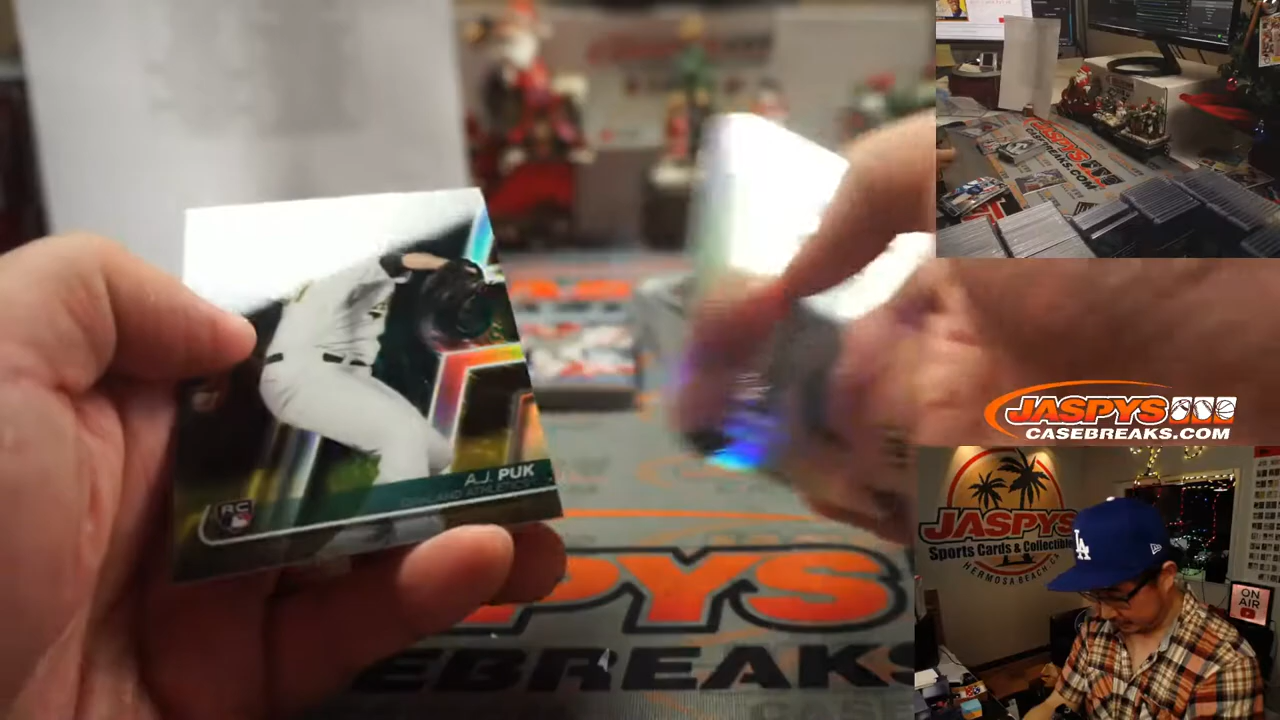 A.J. PUK
OAKLAND ATHLETICS
RC
JASPYS
CASEBREAKS.COM
JASPYS
CASEBREAKS.COM
JASPYS
Sports Cards & Collectibles
HERMOSA BEACH, CA
LA
ON
AIR
PYS
EBREAKS